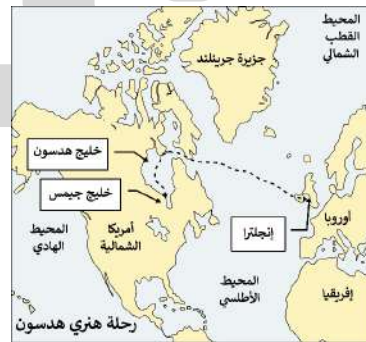 المحيط
القطب
الشمالي
جزيرة جرينلند
خليج هدسون
خليج جيمس
المحيط
الهادي
أمريكا
الشمالية
إنجلترا
أوروبا
المحيط
الأطلسي
إفريقيا
رحلة هنري هدسون